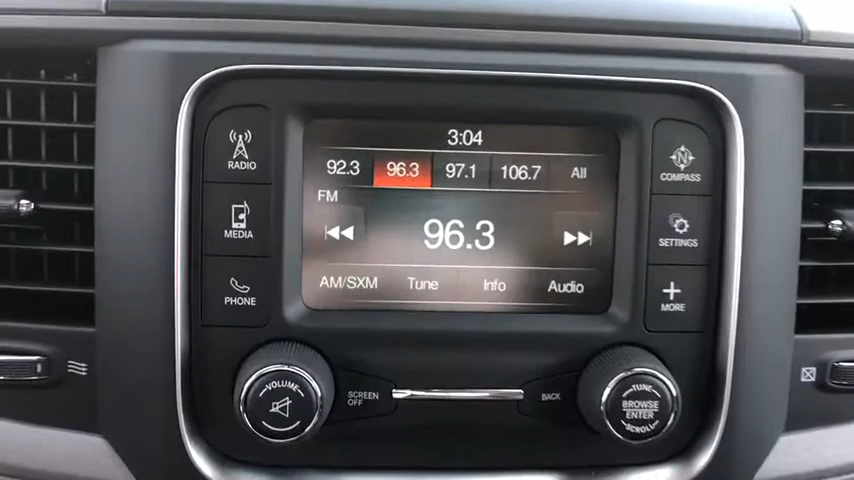 3:04
92.3 96.3 97.1 106.7 All
FM
96.3
AM/SXM Tune Info Audio
RADIO
MEDIA
PHONE
COMPASS
N
SETTINGS
MORE
VOLUME
SCREEN
OFF
BACK
TUNE
BROWSE
ENTER
SCROLL